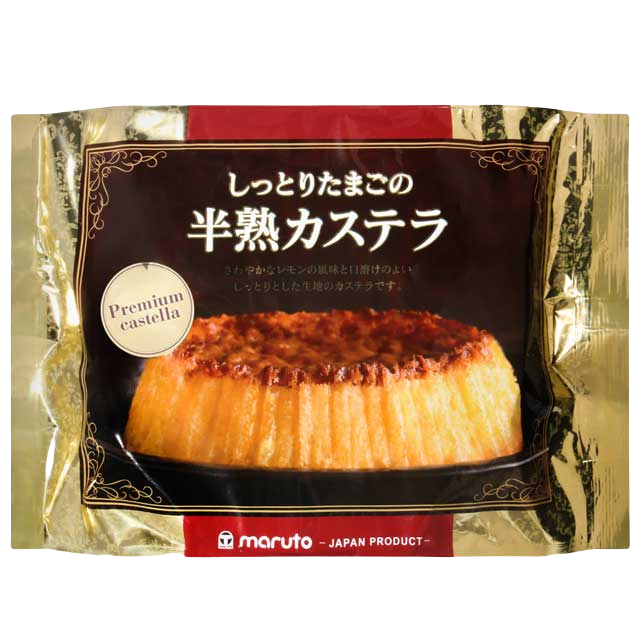 しっとりたまごの
半熟カステラ
さわやかなレモンの風味と口溶けのよい
しっとりとした生地のカステラです。
Premium
castella
maruto - JAPAN PRODUCT -